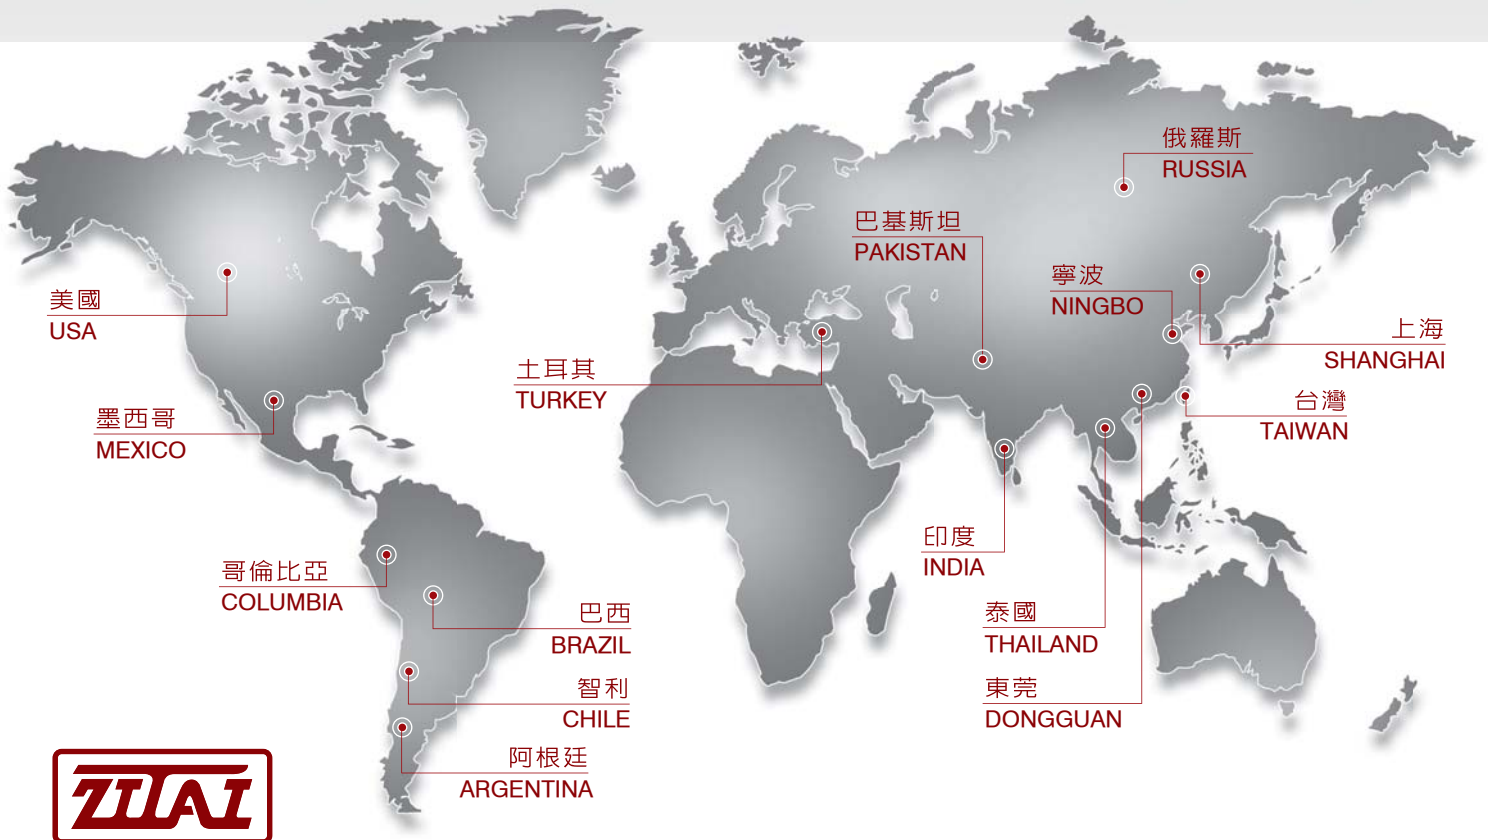 俄羅斯
RUSSIA
巴基斯坦
PAKISTAN
寧波
NINGBO
美國
USA
上海
SHANGHAI
土耳其
TURKEY
台灣
TAIWAN
墨西哥
MEXICO
印度
INDIA
哥倫比亞
COLUMBIA
巴西
BRAZIL
泰國
THAILAND
智利
CHILE
東莞
DONGGUAN
阿根廷
ARGENTINA
ZITAI